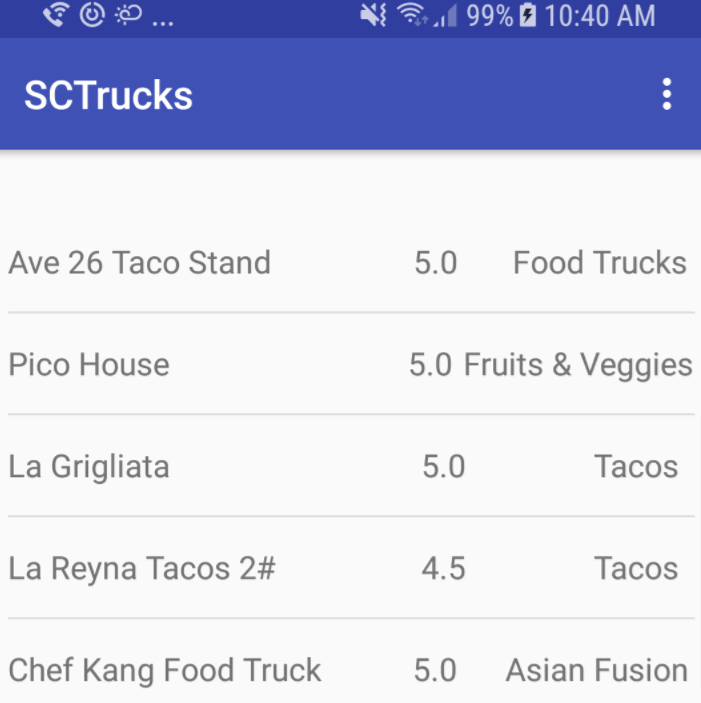 ... 99% 10:40 AM
SCTrucks
Ave 26 Taco Stand 5.0 Food Trucks
Pico House 5.0 Fruits & Veggies
La Grigliata 5.0 Tacos
La Reyna Tacos 2# 4.5 Tacos
Chef Kang Food Truck 5.0 Asian Fusion